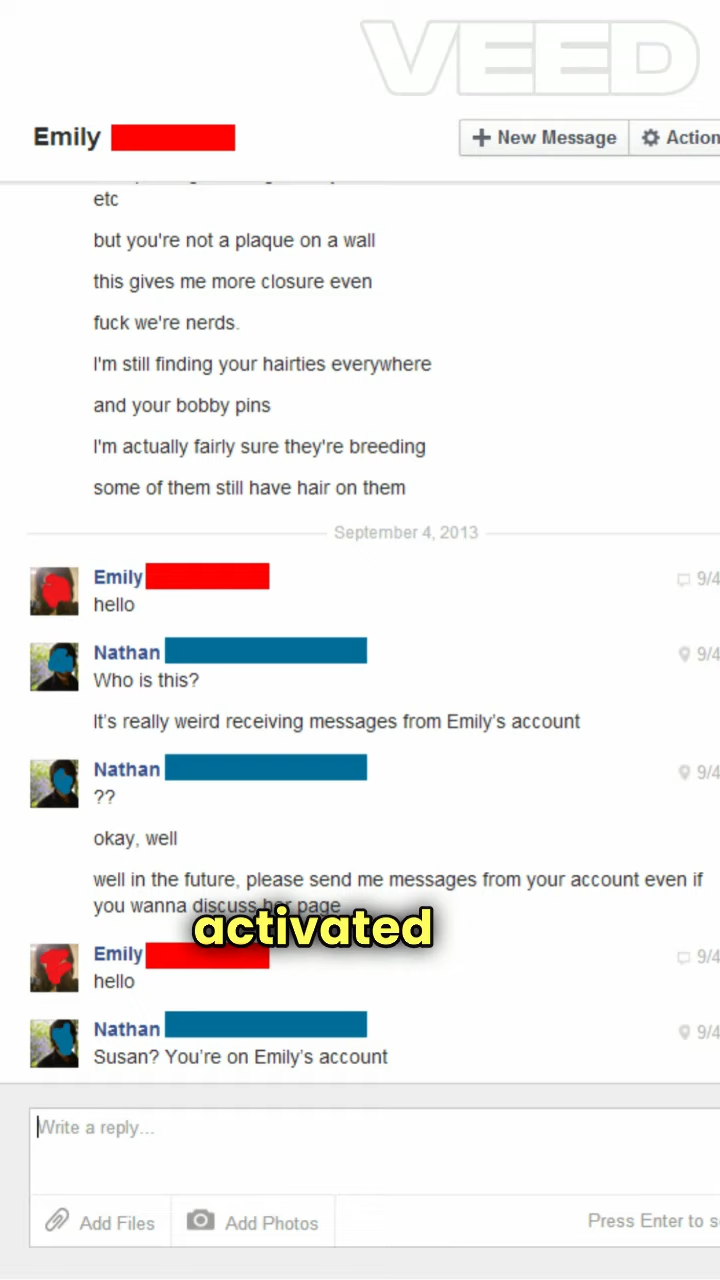 VEED
Emily
New Message
Action
etc
but you're not a plaque on a wall
this gives me more closure even
fuck we're nerds.
I'm still finding your hairties everywhere
and your bobby pins
I'm actually fairly sure they're breeding
some of them still have hair on them
September 4, 2013
Emily
9/4
hello
Nathan
9/4
Who is this?
It's really weird receiving messages from Emily's account
Nathan
9/4
??
okay, well
well in the future, please send me messages from your account even if
you wanna discuss her page
activated
Emily
9/4
hello
Nathan
9/4
Susan? You're on Emily's account
Write a reply...
Add Files
Add Photos
Press Enter to s